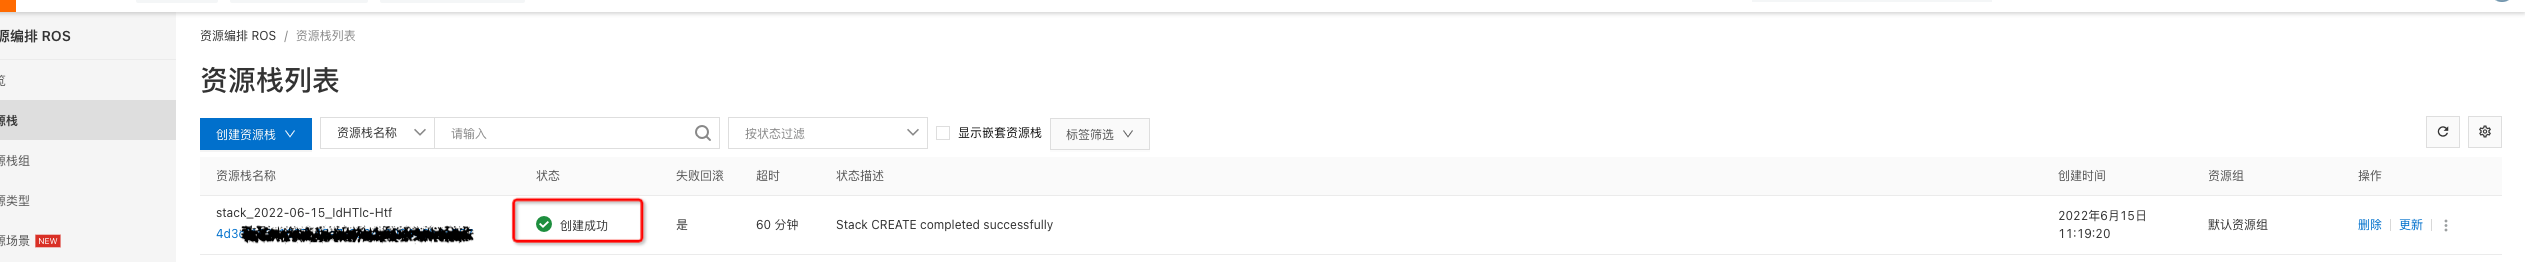 源编排 ROS
览
源栈
源栈组
源类型
源场景 NEW
资源编排 ROS / 资源栈列表
资源栈列表
创建资源栈 资源栈名称 请输入 按状态过滤 显示嵌套资源栈 标签筛选
资源栈名称 状态 失败回滚 超时 状态描述 创建时间 资源组 操作
stack_2022-06-15_IdHTlc-Htf
4d36
创建成功 是 60 分钟 Stack CREATE completed successfully
2022年6月15日
11:19:20
默认资源组 删除 更新